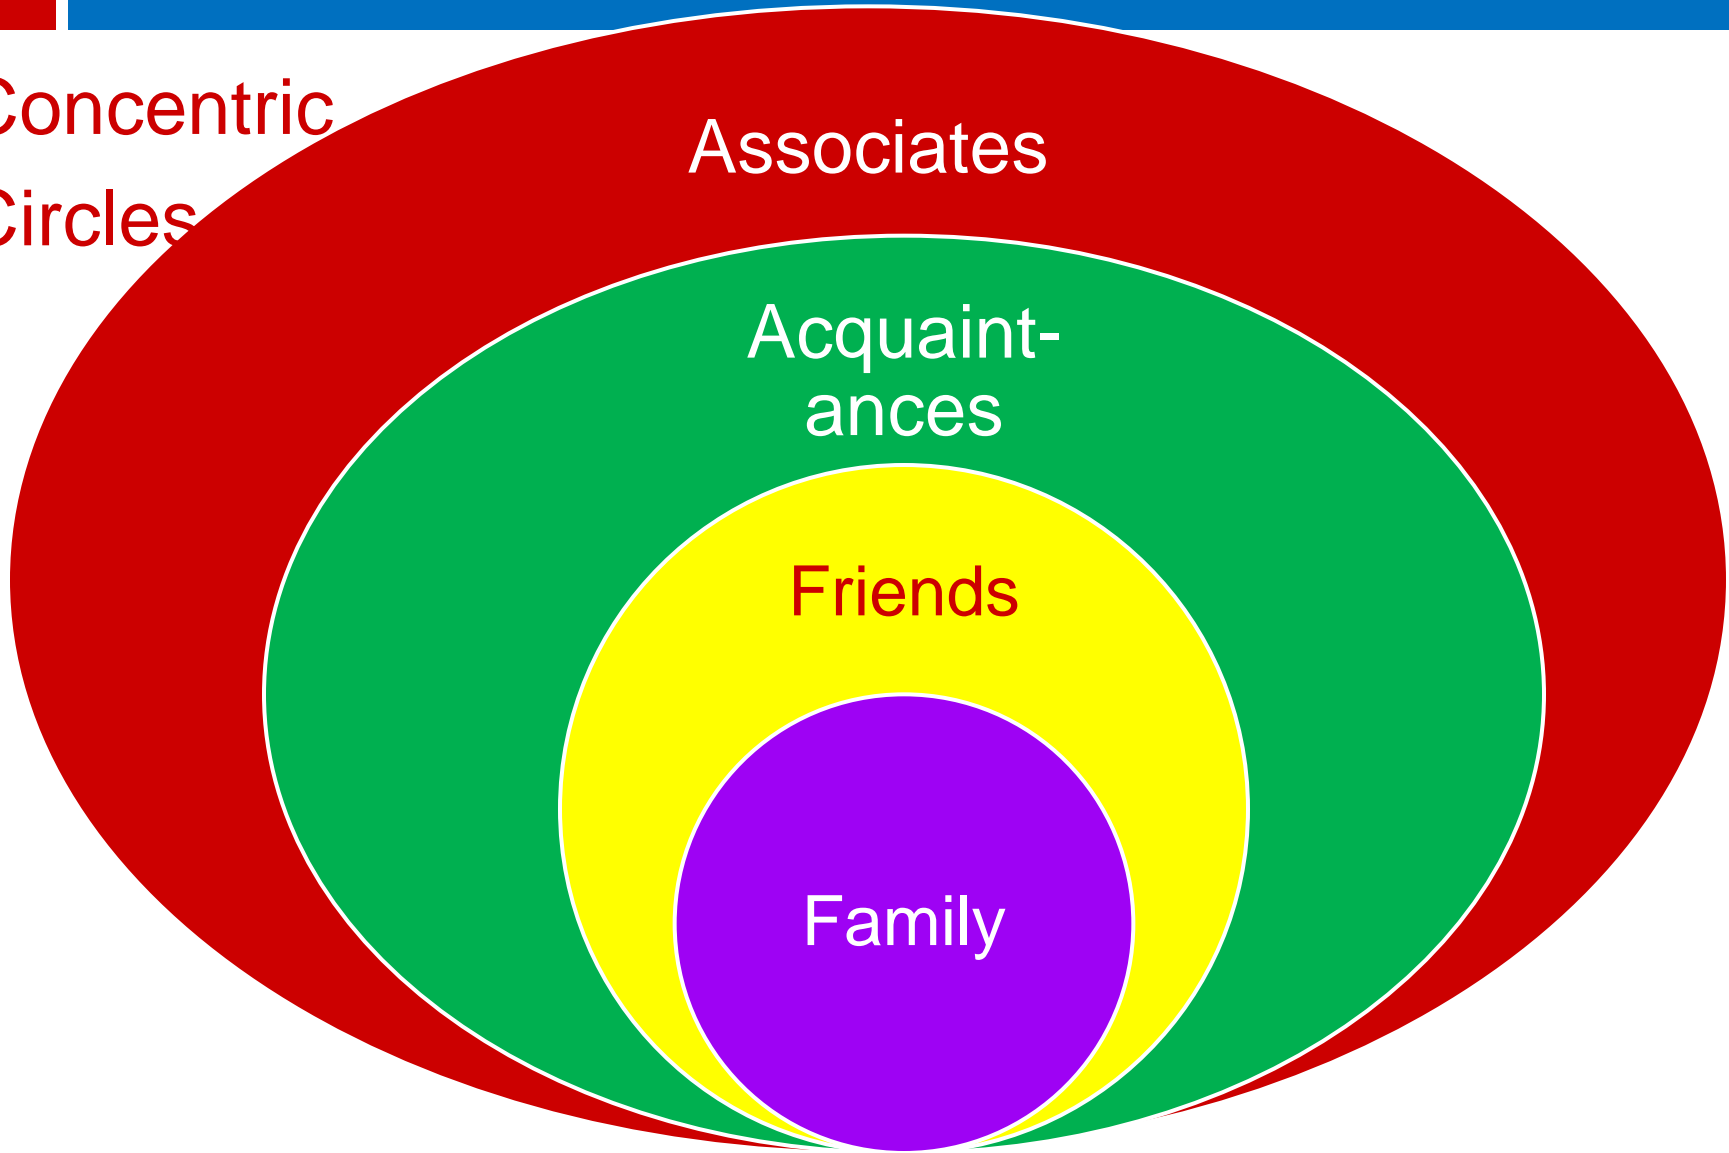 Concentric
Circles
Associates
Acquaint-
ances
Friends
Family